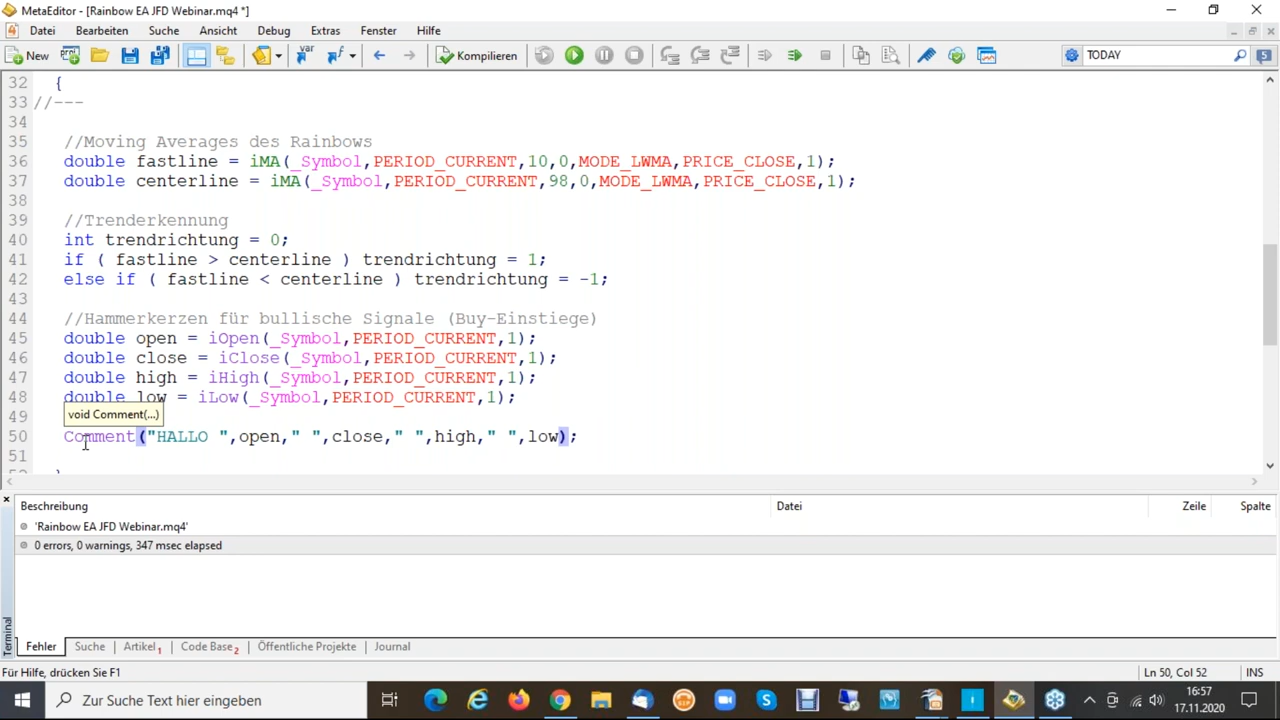 MetaEditor - [Rainbow EA JFD Webinar.mq4 *]
Datei Bearbeiten Suche Ansicht Debug Extras Fenster Hilfe
New Kompilieren TODAY 5
32 {
33 //---
34
35 //Moving Averages des Rainbows
36 double fastline = iMA(_Symbol,PERIOD_CURRENT,10,0,MODE_LWMA,PRICE_CLOSE,1);
37 double centerline = iMA(_Symbol,PERIOD_CURRENT,98,0,MODE_LWMA,PRICE_CLOSE,1);
38
39 //Trenderkennung
40 int trendrichtung = 0;
41 if ( fastline > centerline ) trendrichtung = 1;
42 else if ( fastline < centerline ) trendrichtung = -1;
43
44 //Hammerkerzen für bullische Signale (Buy-Einstiege)
45 double open = iOpen(_Symbol,PERIOD_CURRENT,1);
46 double close = iClose(_Symbol,PERIOD_CURRENT,1);
47 double high = iHigh(_Symbol,PERIOD_CURRENT,1);
48 double low = iLow(_Symbol,PERIOD_CURRENT,1);
49 void Comment(...)
50 Comment("HALLO ",open," ",close," ",high," ",low);
51
Beschreibung Datei Zeile Spalte
'Rainbow EA JFD Webinar.mq4'
0 errors, 0 warnings, 347 msec elapsed
Terminal
Fehler Suche Artikel 1 Code Base 2 Öffentliche Projekte Journal
Für Hilfe, drücken Sie F1 Ln 50, Col 52 INS
Zur Suche Text hier eingeben 16:57
17.11.2020